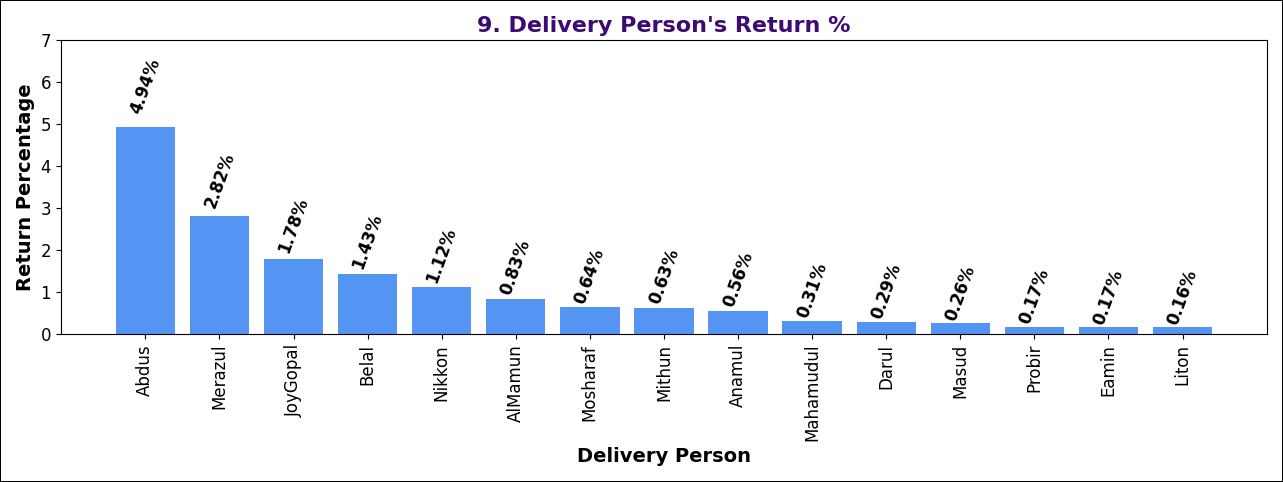 9. Delivery Person's Return %
Return Percentage
7
6
5
4
3
2
1
0
4.94%
2.82%
1.78%
1.43%
1.12%
0.83%
0.64%
0.63%
0.56%
0.31%
0.29%
0.26%
0.17%
0.17%
0.16%
Abdus
Merazul
JoyGopal
Belal
Nikkon
AlMamun
Mosharaf
Mithun
Anamul
Mahamudul
Darul
Masud
Probir
Eamin
Liton
Delivery Person